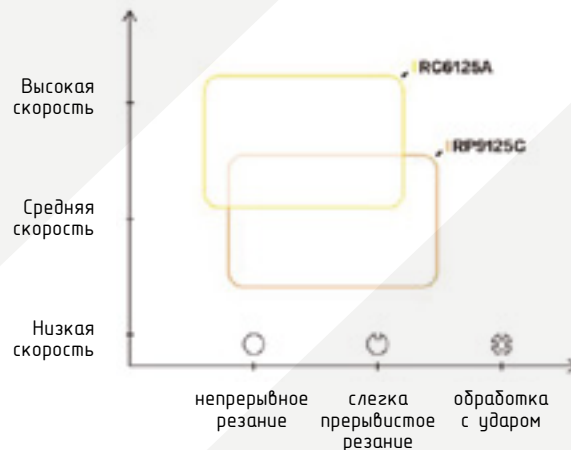 RC6125A
Высокая
скорость
RP9125C
Средняя
скорость
Низкая
скорость
непрерывное
резание
слегка
прерывистое
резание
обработка
с ударом